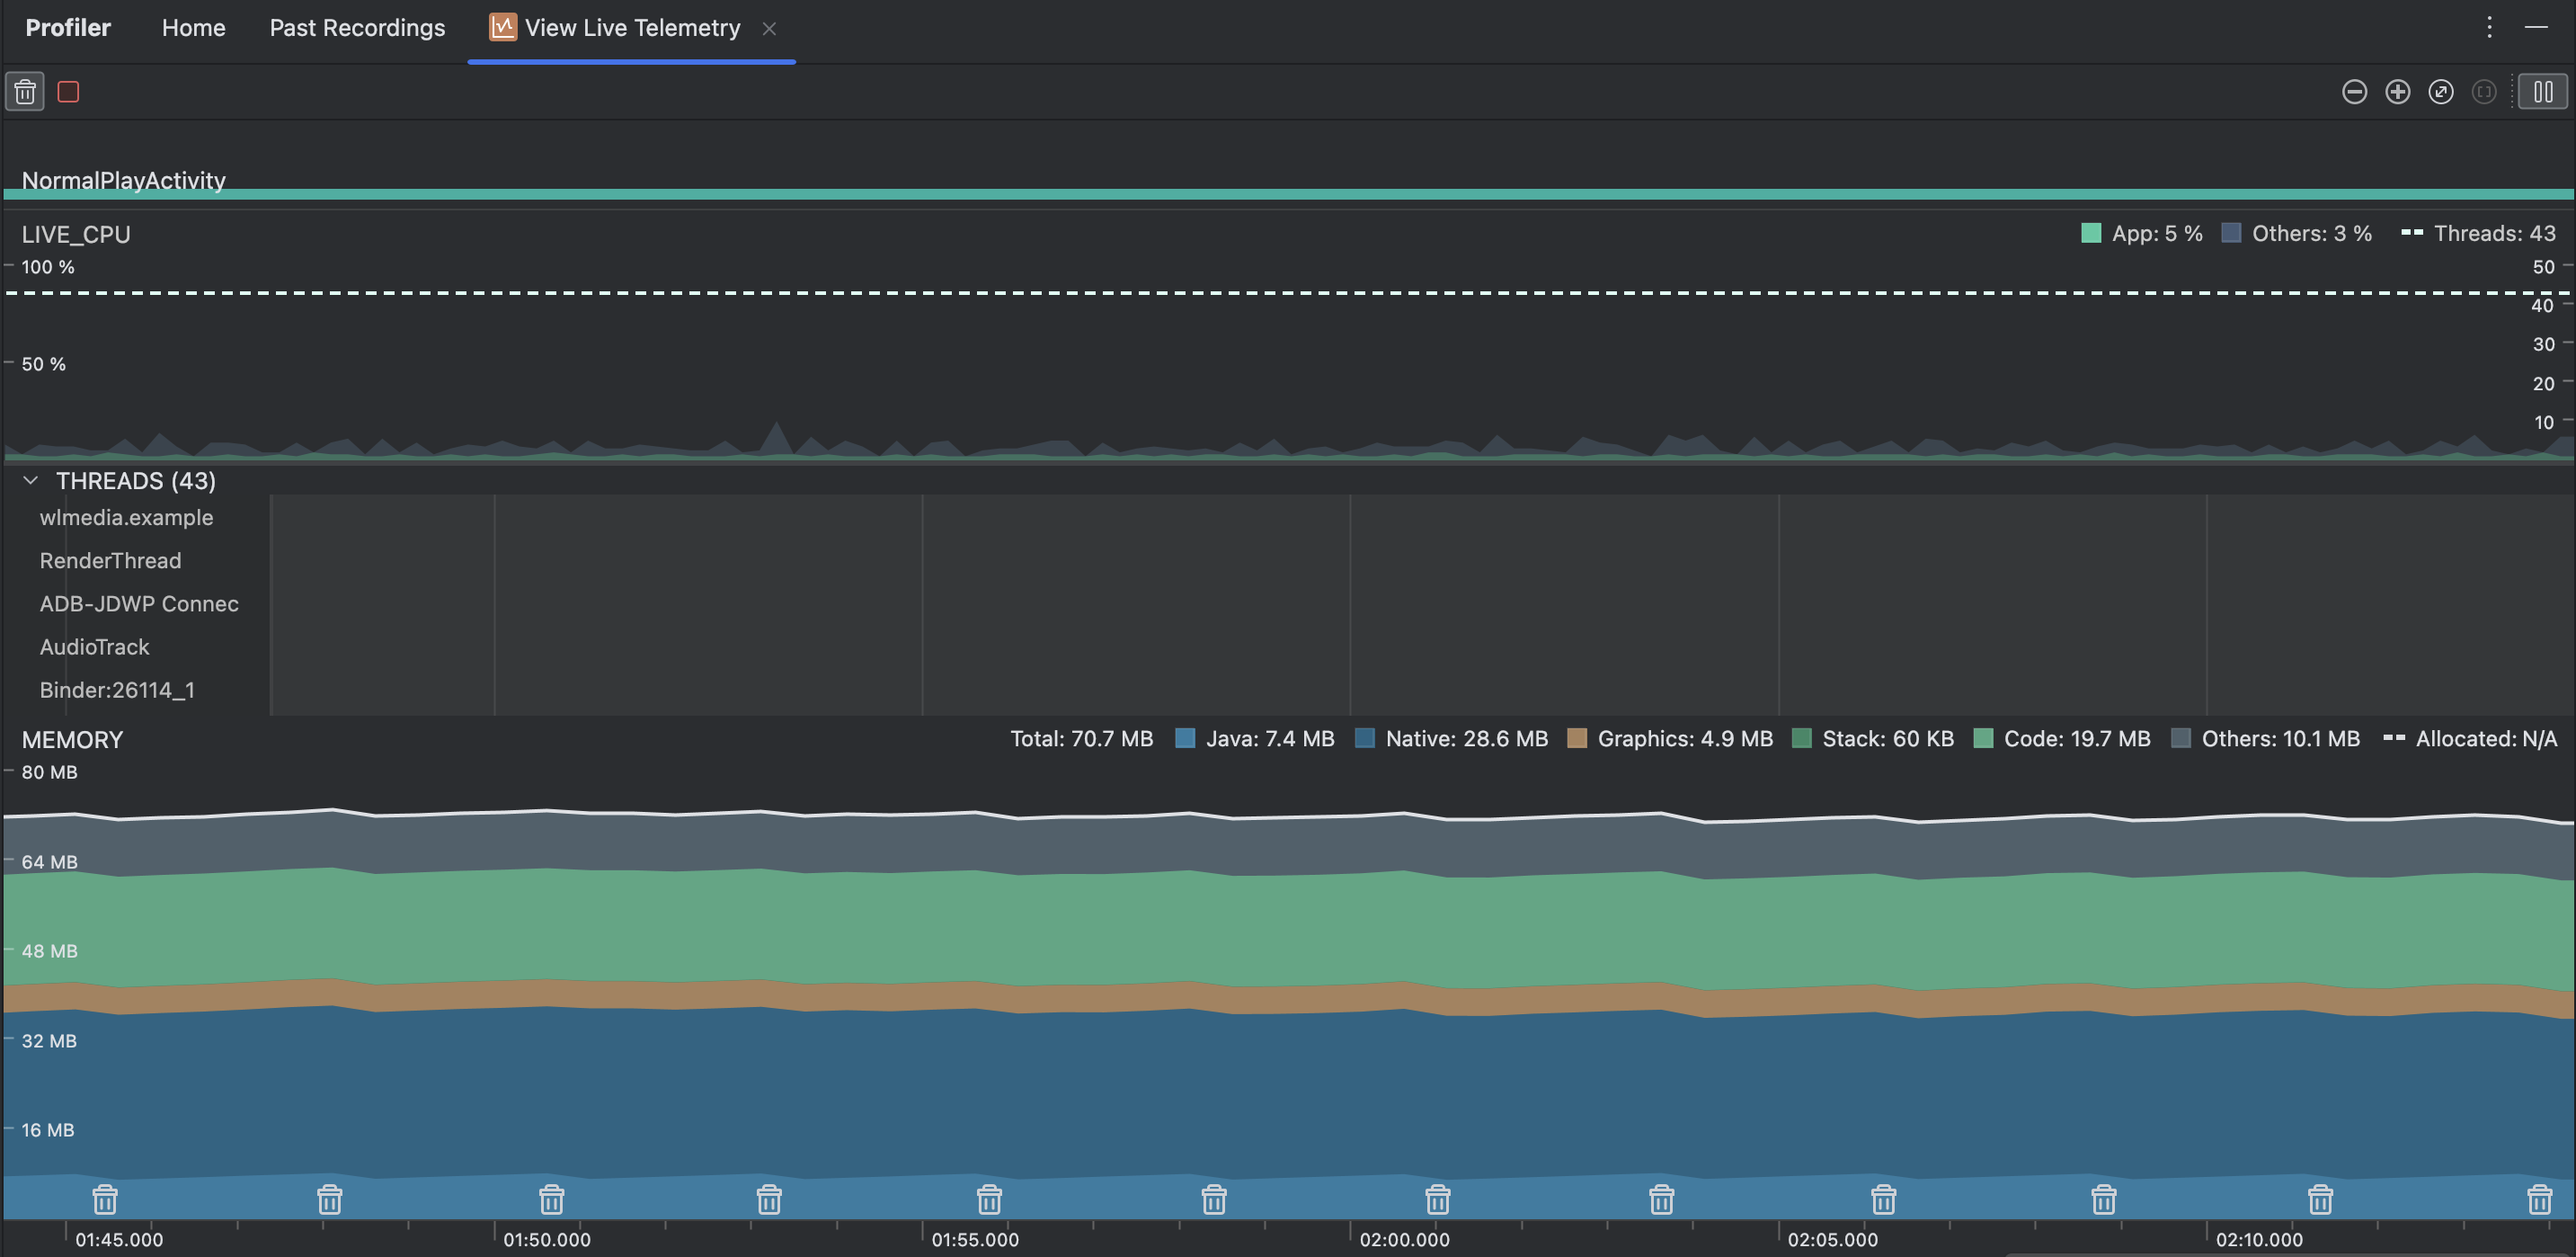 Profiler Home Past Recordings View Live Telemetry
NormalPlayActivity
LIVE_CPU App: 5 % Others: 3 % Threads: 43
100 % 50
40
50 % 30
20
10
THREADS (43)
wlmedia.example
RenderThread
ADB-JDWP Connec
AudioTrack
Binder:26114_1
MEMORY Total: 70.7 MB Java: 7.4 MB Native: 28.6 MB Graphics: 4.9 MB Stack: 60 KB Code: 19.7 MB Others: 10.1 MB Allocated: N/A
80 MB
64 MB
48 MB
32 MB
16 MB
01:45.000 01:50.000 01:55.000 02:00.000 02:05.000 02:10.000